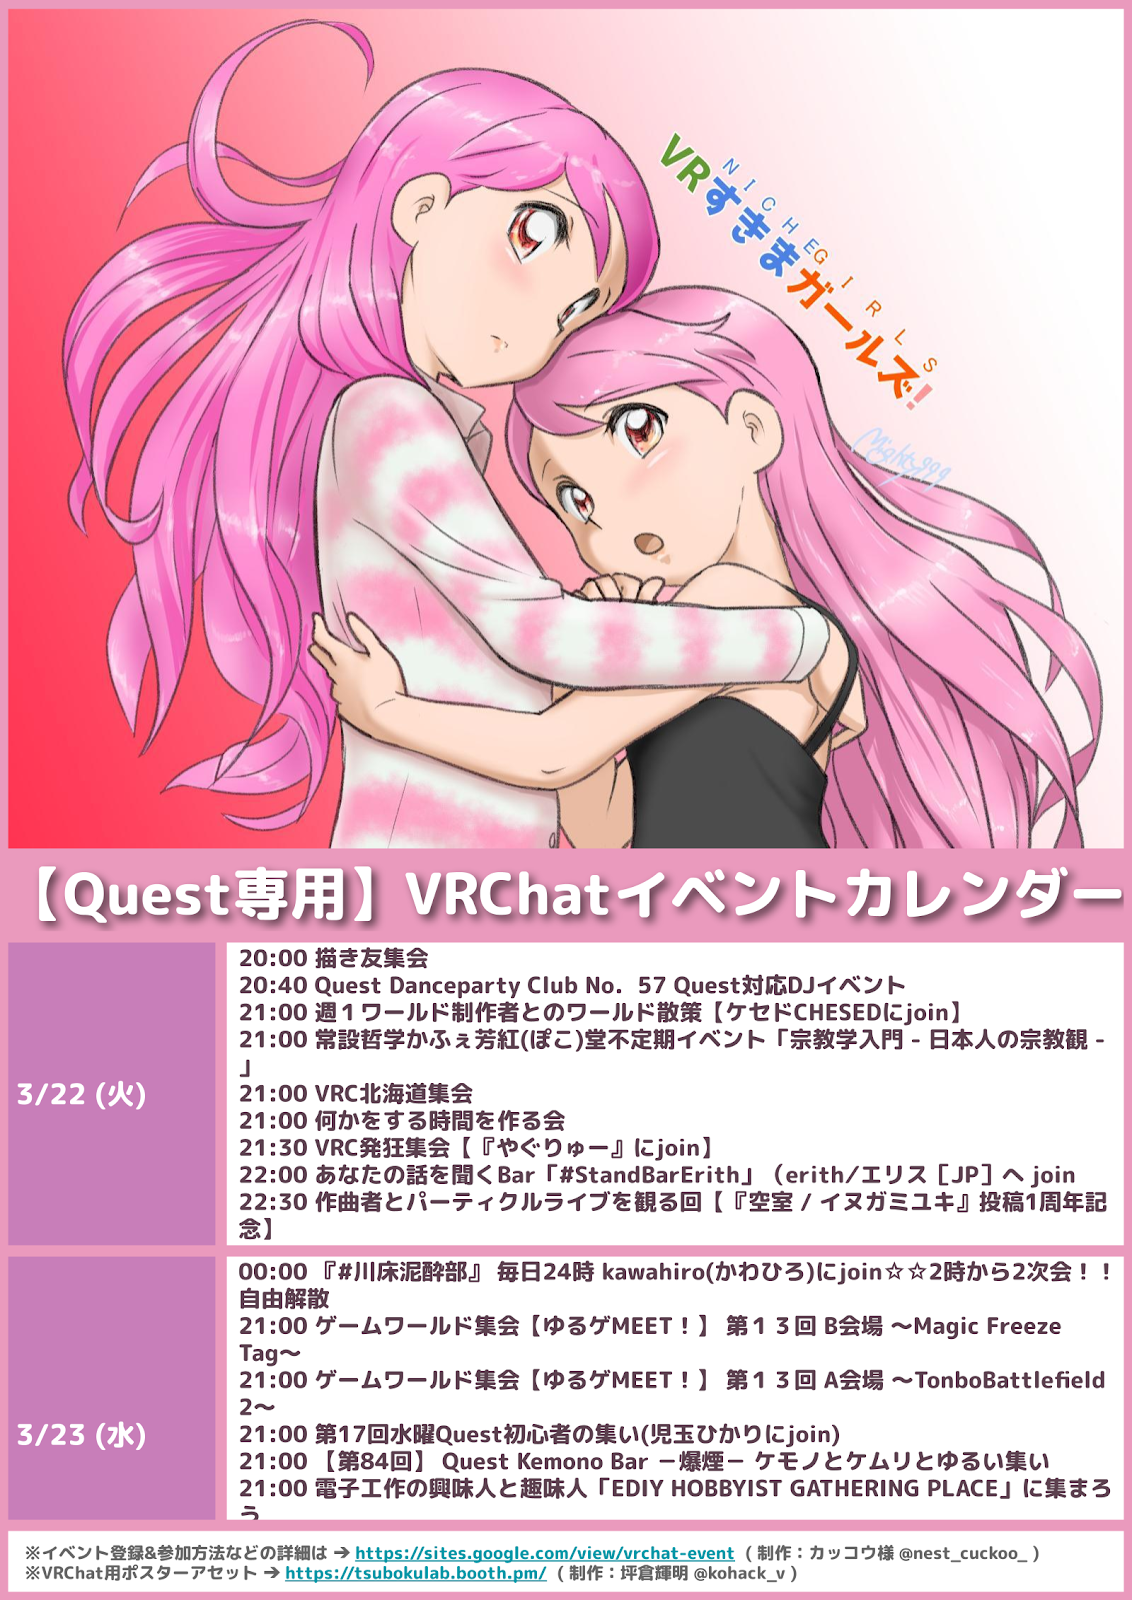 NICHE GIRLS
VRすきまガールズ!
Mighty999
【Quest専用】VRChatイベントカレンダー
3/22 (火)
20:00 描き友集会
20:40 Quest Danceparty Club No．57 Quest対応DJイベント
21:00 週１ワールド制作者とのワールド散策【ケセドCHESEDにjoin】
21:00 常設哲学かふぇ芳紅(ぽこ)堂不定期イベント「宗教学入門 - 日本人の宗教観 -
」
21:00 VRC北海道集会
21:00 何かをする時間を作る会
21:30 VRC発狂集会【『やぐりゅー』にjoin】
22:00 あなたの話を聞くBar「#StandBarErith」（erith/エリス［JP］へ join
22:30 作曲者とパーティクルライブを観る回【『空室 / イヌガミユキ』投稿1周年記
念】
3/23 (水)
00:00 『#川床泥酔部』 毎日24時 kawahiro(かわひろ)にjoin☆☆2時から2次会！！
自由解散
21:00 ゲームワールド集会【ゆるゲMEET！】 第１３回 B会場 〜Magic Freeze
Tag〜
21:00 ゲームワールド集会【ゆるゲMEET！】 第１３回 A会場 〜TonboBattlefield
2〜
21:00 第17回水曜Quest初心者の集い(児玉ひかりにjoin)
21:00 【第84回】 Quest Kemono Bar －爆煙－ ケモノとケムリとゆるい集い
21:00 電子工作の興味人と趣味人「EDIY HOBBYIST GATHERING PLACE」に集まろ
う
※イベント登録&参加方法などの詳細は → https://sites.google.com/view/vrchat-event ( 制作：カッコウ様 @nest_cuckoo_ )
※VRChat用ポスターアセット → https://tsubokulab.booth.pm/ ( 制作：坪倉輝明 @kohack_v )